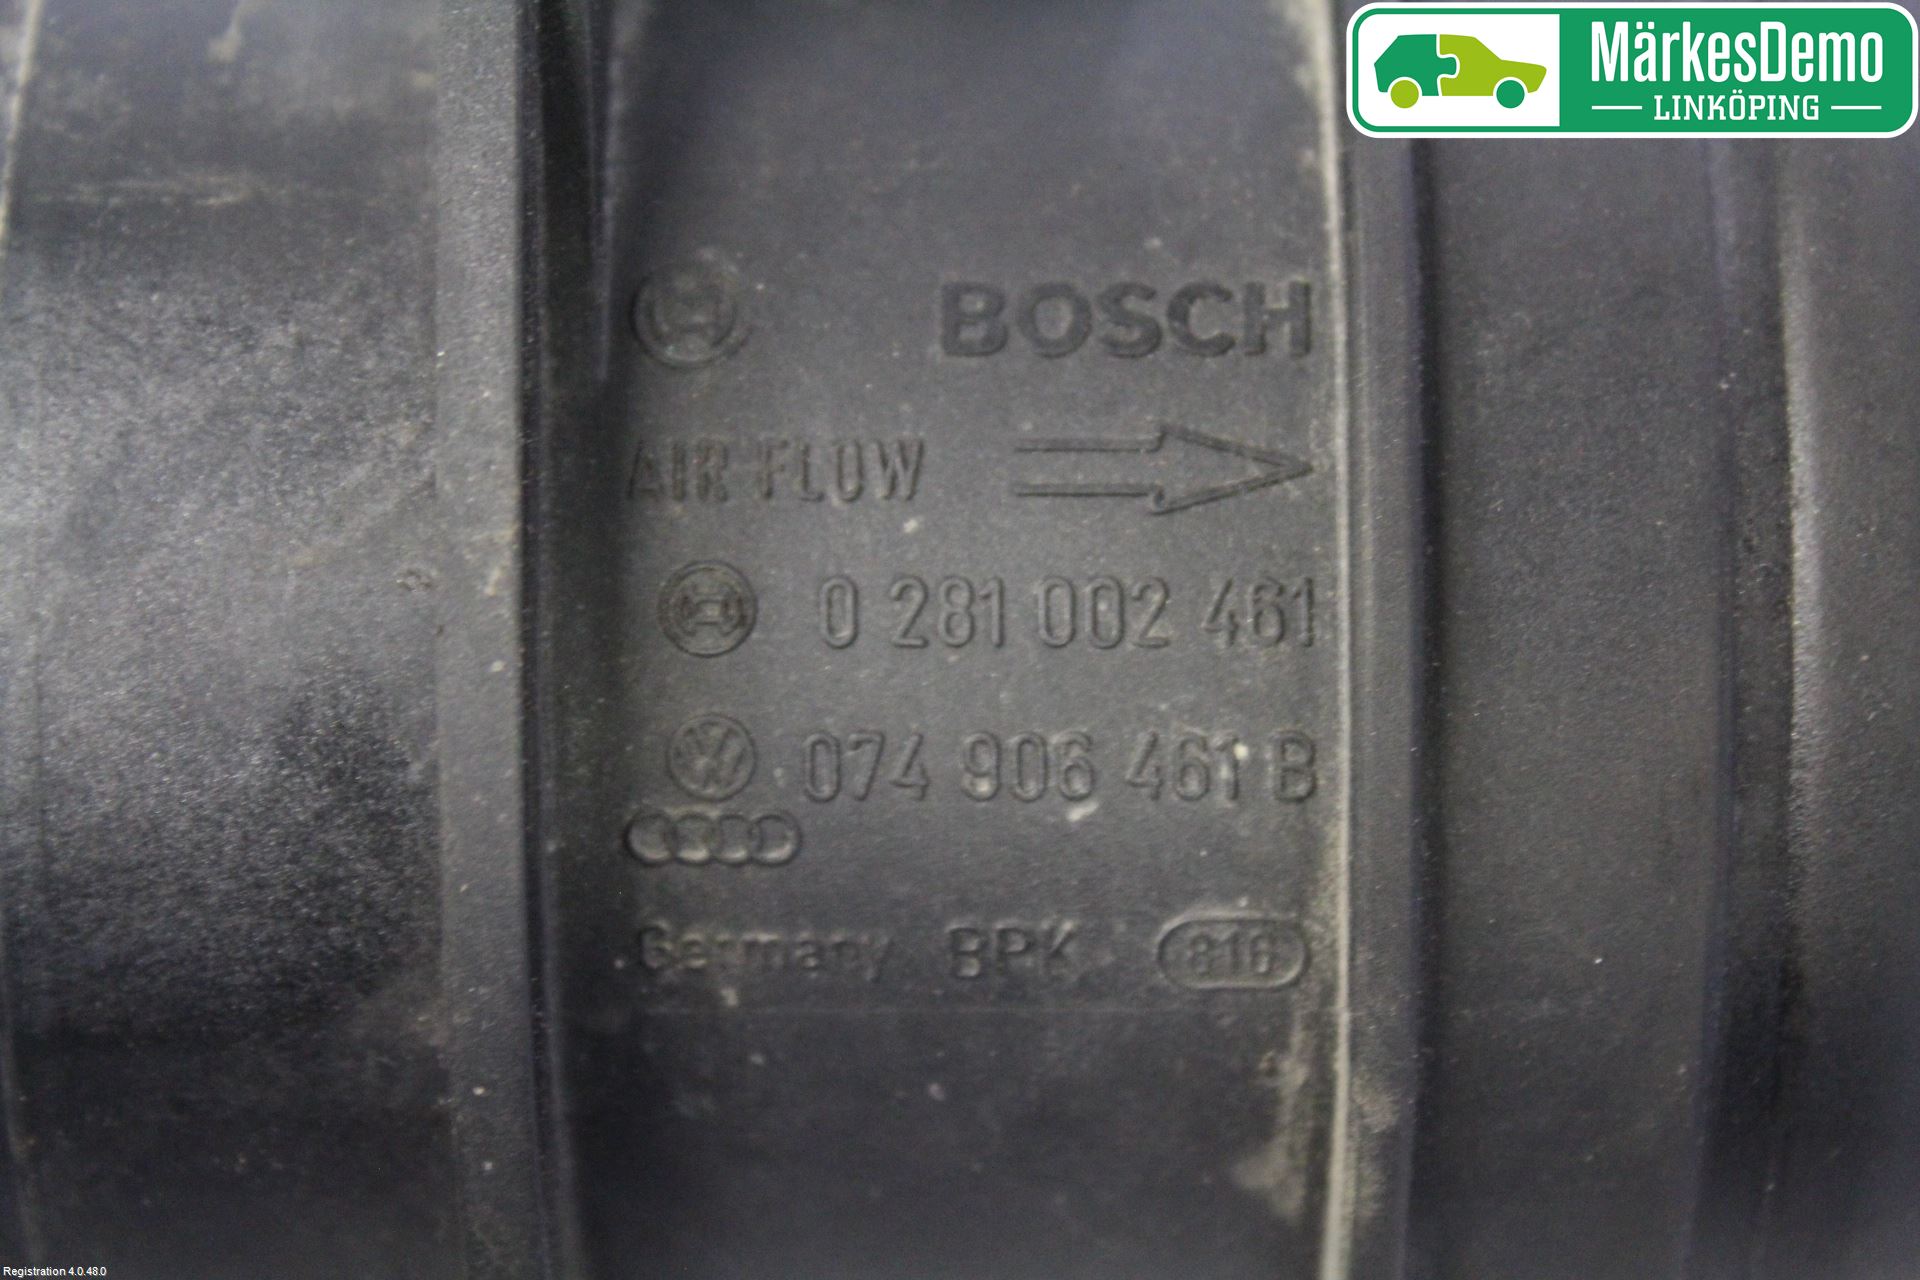 MärkesDemo
LINKÖPING
BOSCH
AIR FLOW
0 281 002 461
074 906 461 B
Germany BPK 816
Registration 4.0.48.0